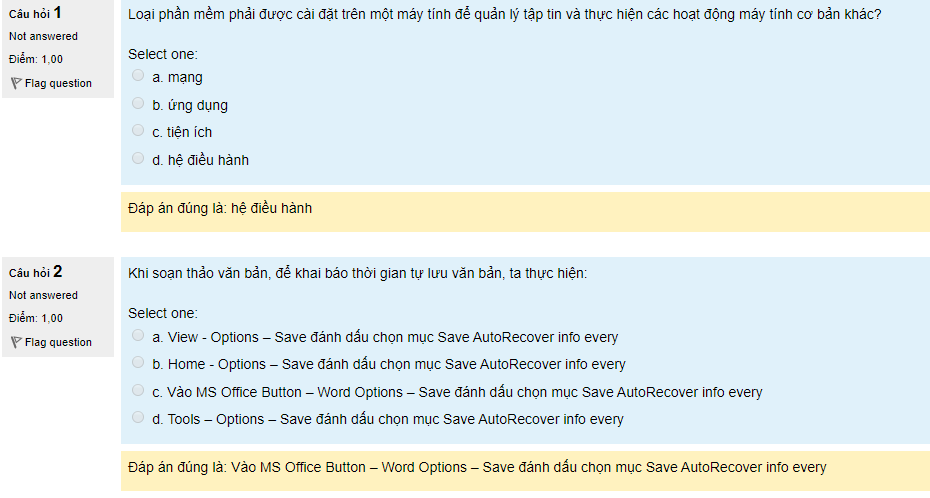 Câu hỏi 1
Not answered
Điểm: 1,00
Flag question
Loại phần mềm phải được cài đặt trên một máy tính để quản lý tập tin và thực hiện các hoạt động máy tính cơ bản khác?
Select one:
a. mạng
b. ứng dụng
c. tiện ích
d. hệ điều hành
Đáp án đúng là: hệ điều hành
Câu hỏi 2
Not answered
Điểm: 1,00
Flag question
Khi soạn thảo văn bản, để khai báo thời gian tự lưu văn bản, ta thực hiện:
Select one:
a. View - Options – Save đánh dấu chọn mục Save AutoRecover info every
b. Home - Options – Save đánh dấu chọn mục Save AutoRecover info every
c. Vào MS Office Button – Word Options – Save đánh dấu chọn mục Save AutoRecover info every
d. Tools – Options – Save đánh dấu chọn mục Save AutoRecover info every
Đáp án đúng là: Vào MS Office Button – Word Options – Save đánh dấu chọn mục Save AutoRecover info every